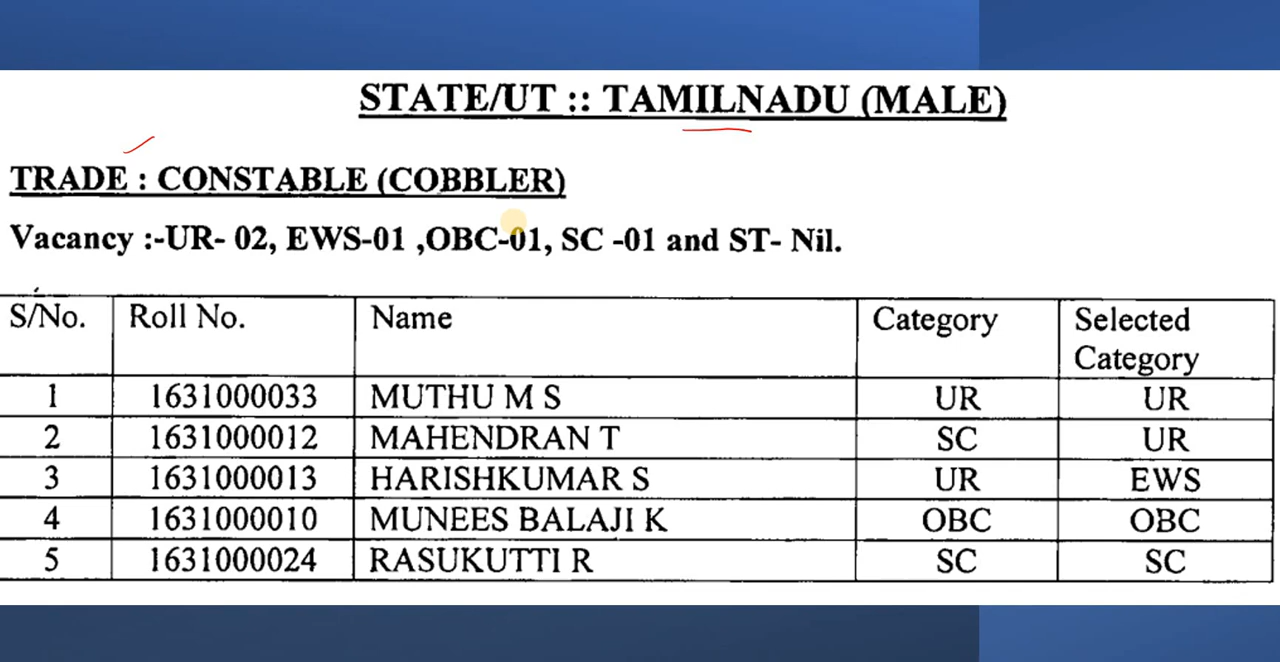 STATE/UT :: TAMILNADU (MALE)
TRADE : CONSTABLE (COBBLER)
Vacancy :-UR- 02, EWS-01 ,OBC-01, SC -01 and ST- Nil.
S/No. Roll No. Name Category Selected Category
1 1631000033 MUTHU M S UR UR
2 1631000012 MAHENDRAN T SC UR
3 1631000013 HARISHKUMAR S UR EWS
4 1631000010 MUNEES BALAJI K OBC OBC
5 1631000024 RASUKUTTI R SC SC